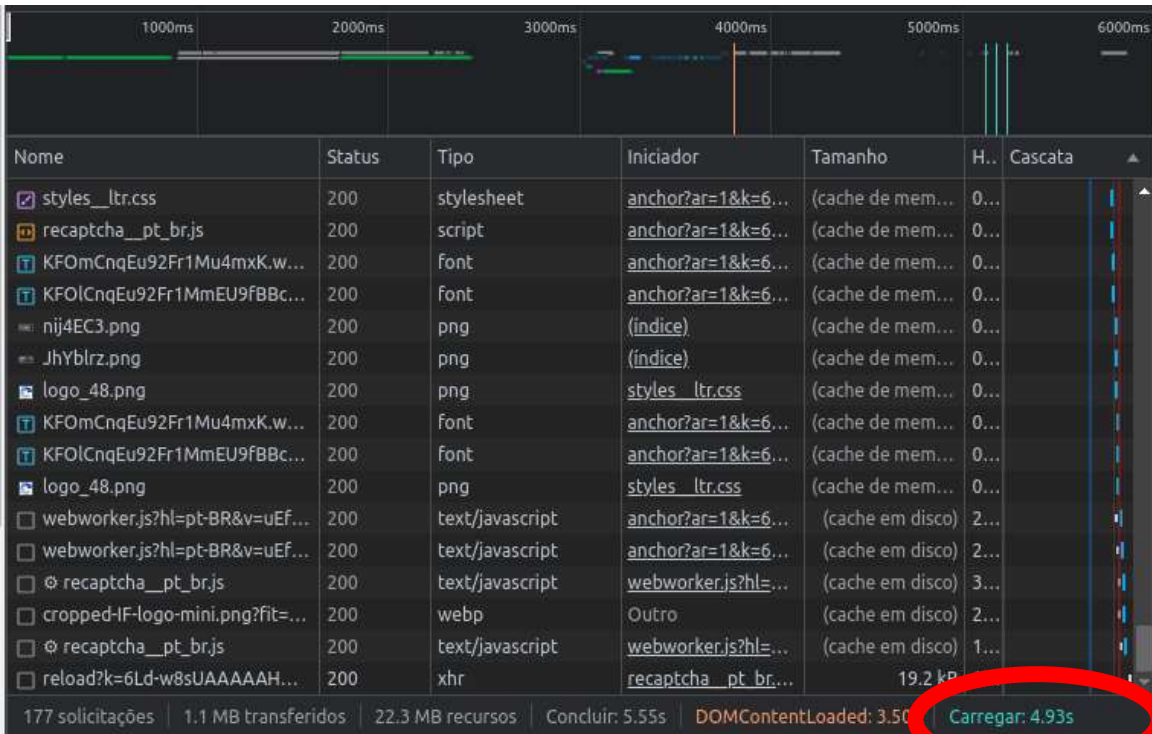 1000ms 2000ms 3000ms 4000ms 5000ms 6000ms
Nome Status Tipo Iniciador Tamanho H.. Cascata
styles__ltr.css 200 stylesheet anchor?ar=1&k=6... (cache de mem... 0...
recaptcha__pt_br.js 200 script anchor?ar=1&k=6... (cache de mem... 0...
KFOmCnqEu92Fr1Mu4mxK.w... 200 font anchor?ar=1&k=6... (cache de mem... 0...
KFOlCnqEu92Fr1MmEU9fBBc... 200 font anchor?ar=1&k=6... (cache de mem... 0...
nij4EC3.png 200 png (índice) (cache de mem... 0...
JhYblrz.png 200 png (índice) (cache de mem... 0...
logo_48.png 200 png styles__ltr.css (cache de mem... 0...
KFOmCnqEu92Fr1Mu4mxK.w... 200 font anchor?ar=1&k=6... (cache de mem... 0...
KFOlCnqEu92Fr1MmEU9fBBc... 200 font anchor?ar=1&k=6... (cache de mem... 0...
logo_48.png 200 png styles__ltr.css (cache de mem... 0...
webworker.js?hl=pt-BR&v=uEf... 200 text/javascript anchor?ar=1&k=6... (cache em disco) 2...
webworker.js?hl=pt-BR&v=uEf... 200 text/javascript anchor?ar=1&k=6... (cache em disco) 2...
recaptcha__pt_br.js 200 text/javascript webworker.js?hl=... (cache em disco) 3...
cropped-IF-logo-mini.png?fit=... 200 webp Outro (cache em disco) 2...
recaptcha__pt_br.js 200 text/javascript webworker.js?hl=... (cache em disco) 1...
reload?k=6Ld-w8sUAAAAAH... 200 xhr recaptcha__pt_br.... 19.2 kB
177 solicitações 1.1 MB transferidos 22.3 MB recursos Concluir: 5.55s DOMContentLoaded: 3.50 Carregar: 4.93s